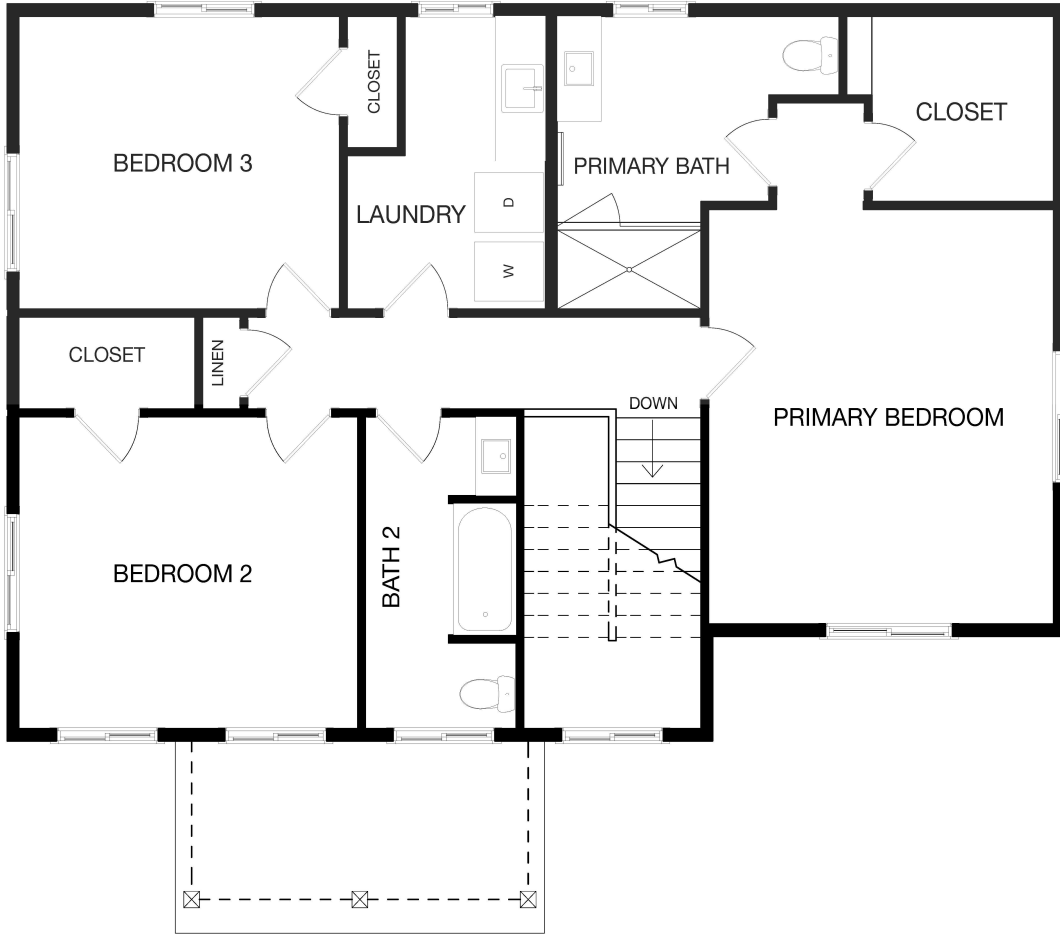 CLOSET
CLOSET
BEDROOM 3
PRIMARY BATH
D
LAUNDRY
W
CLOSET
LINEN
DOWN
PRIMARY BEDROOM
BATH 2
BEDROOM 2